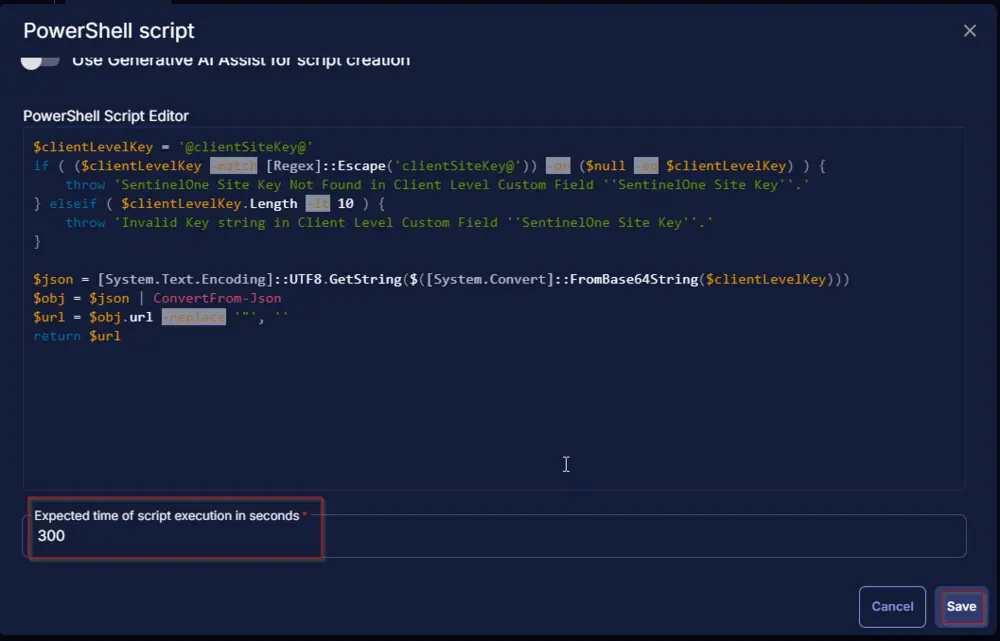 PowerShell script
Use Generative AI Assist for script creation
PowerShell Script Editor
$clientLevelKey = '@clientSiteKey@'
if ( ($clientLevelKey -match [Regex]::Escape('clientSiteKey@')) -or ($null -eq $clientLevelKey) ) {
    throw 'SentinelOne Site Key Not Found in Client Level Custom Field ''SentinelOne Site Key''.'
} elseif ( $clientLevelKey.Length -lt 10 ) {
    throw 'Invalid Key string in Client Level Custom Field ''SentinelOne Site Key''.'
}
$json = [System.Text.Encoding]::UTF8.GetString($([System.Convert]::FromBase64String($clientLevelKey)))
$obj = $json | ConvertFrom-Json
$url = $obj.url -replace '"', ''
return $url
Expected time of script execution in seconds *
300
Cancel
Save